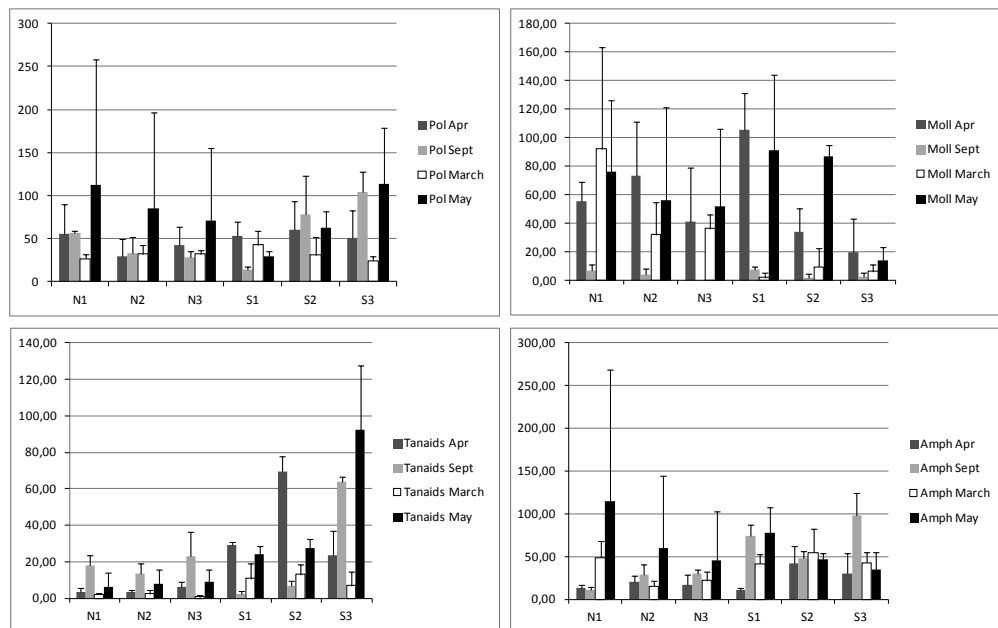 300
250
200
150
100
50
0
N1 N2 N3 S1 S2 S3
Pol Apr
Pol Sept
Pol March
Pol May
180,00
160,00
140,00
120,00
100,00
80,00
60,00
40,00
20,00
0,00
N1 N2 N3 S1 S2 S3
Moll Apr
Moll Sept
Moll March
Moll May
140,00
120,00
100,00
80,00
60,00
40,00
20,00
0,00
N1 N2 N3 S1 S2 S3
Tanaids Apr
Tanaids Sept
Tanaids March
Tanaids May
300,00
250,00
200,00
150,00
100,00
50,00
0,00
N1 N2 N3 S1 S2 S3
Amph Apr
Amph Sept
Amph March
Amph May